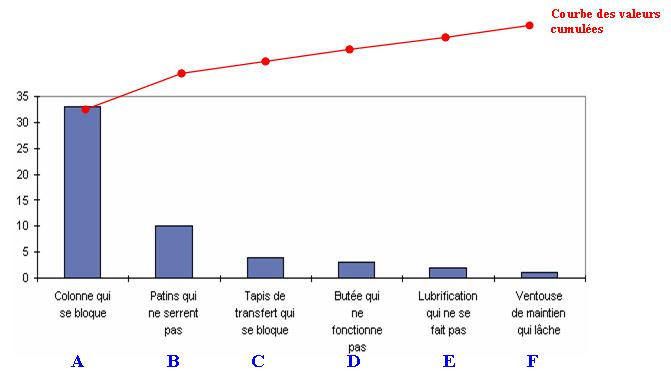 Courbe des valeurs
cumulées
35
30
25
20
15
10
5
0
Colonne qui
se bloque
Patins qui
ne serrent
pas
Tapis de
transfert qui
se bloque
Butée qui
ne
fonctionne
pas
Lubrification
qui ne se
fait pas
Ventouse
de maintien
qui lâche
A B C D E F